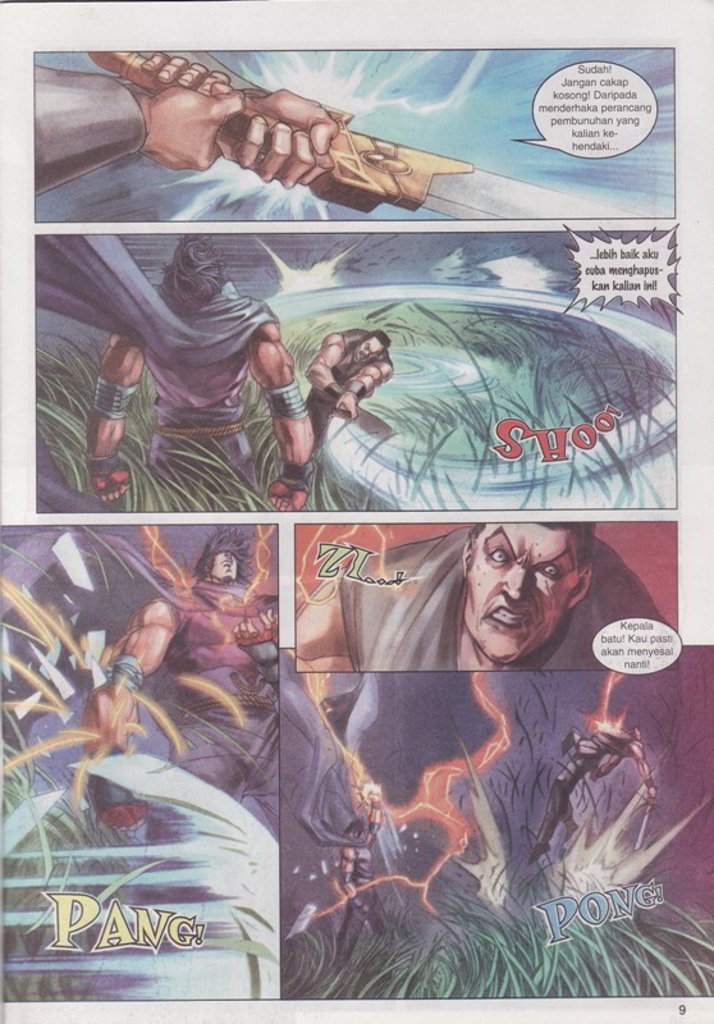 Sudah!
Jangan cakap
kosong! Daripada
menderhaka perancang
pembunuhan yang
kalian ke-
hendaki...
...lebih baik aku
cuba menghapus-
kan kalian ini!
SHOO!
ZI...!
Kepala
batu! Kau pasti
akan menyesal
nanti!
PANG!
PONG!
9